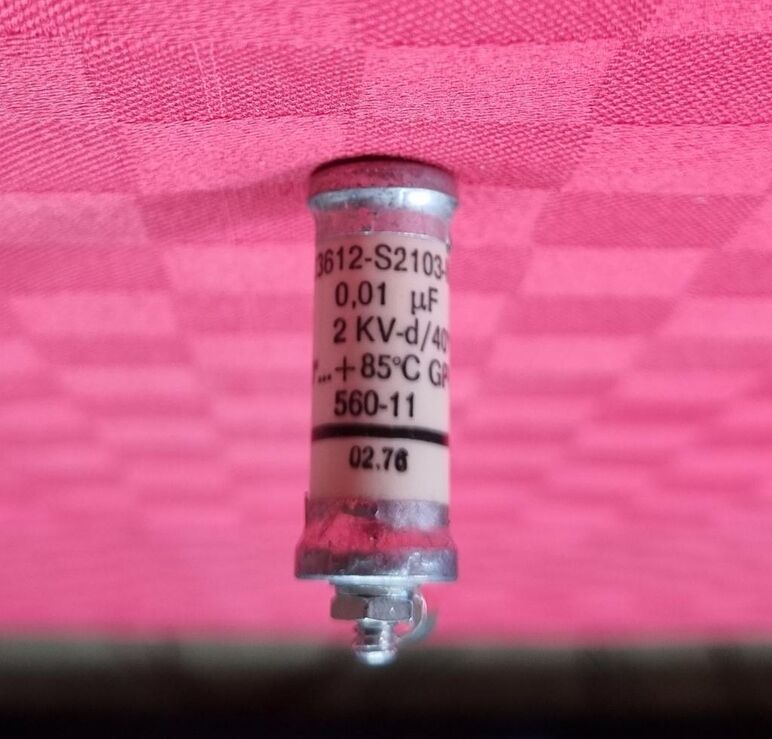 3612-S2103-
0,01 µF
2 KV-d/40°
...+85°C GP
560-11
02.76